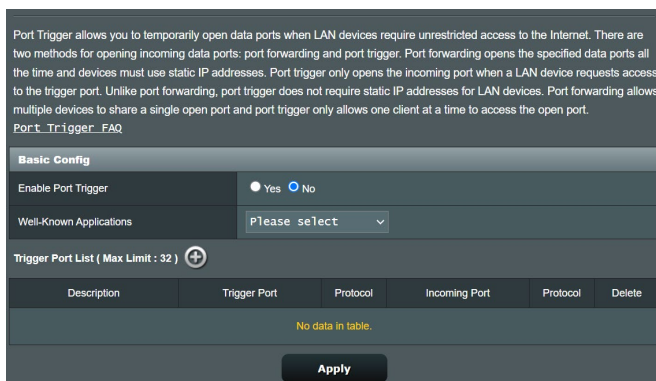 Port Trigger allows you to temporarily open data ports when LAN devices require unrestricted access to the Internet. There are
two methods for opening incoming data ports: port forwarding and port trigger. Port forwarding opens the specified data ports all
the time and devices must use static IP addresses. Port trigger only opens the incoming port when a LAN device requests access
to the trigger port. Unlike port forwarding, port trigger does not require static IP addresses for LAN devices. Port forwarding allows
multiple devices to share a single open port and port trigger only allows one client at a time to access the open port.
Port Trigger FAQ
Basic Config
Enable Port Trigger Yes No
Well-Known Applications Please select
Trigger Port List ( Max Limit : 32 )
Description Trigger Port Protocol Incoming Port Protocol Delete
No data in table.
Apply